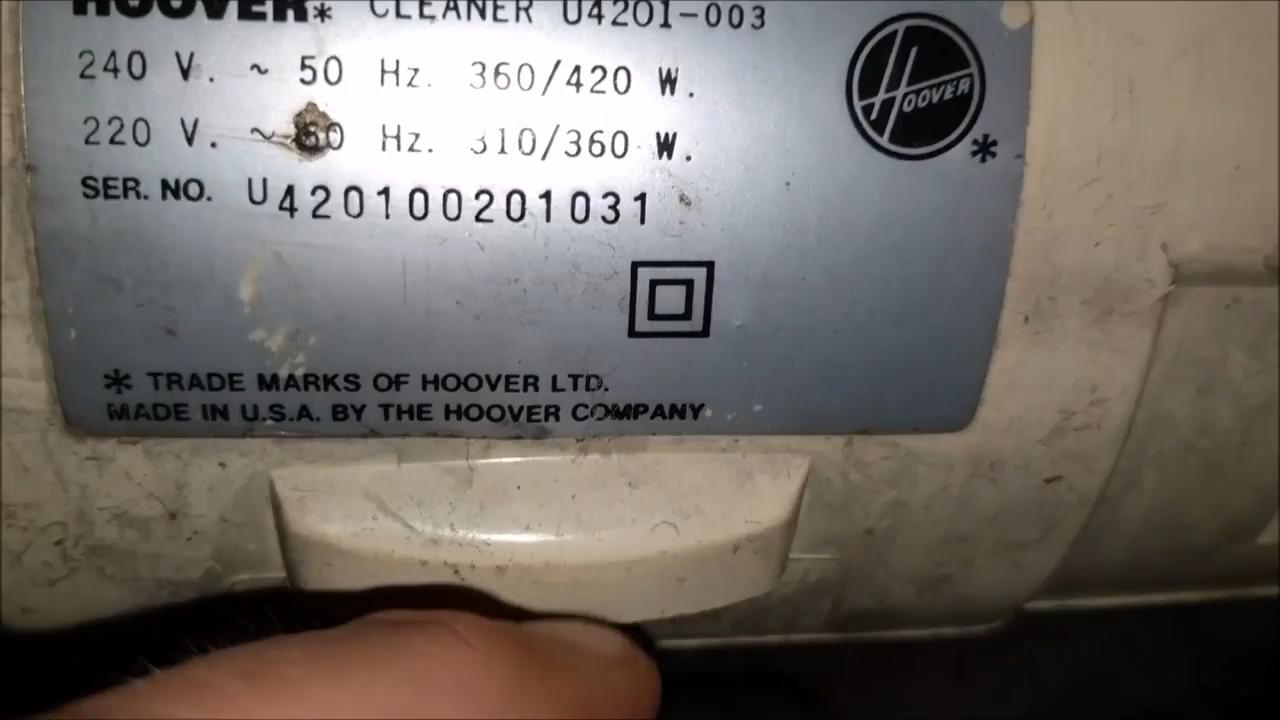 HOOVER* CLEANER U4201-003
240 V. ~ 50 Hz. 360/420 W.
220 V. ~ 60 Hz. 310/360 W.
HOOVER
*
SER. NO. U420100201031
* TRADE MARKS OF HOOVER LTD.
MADE IN U.S.A. BY THE HOOVER COMPANY